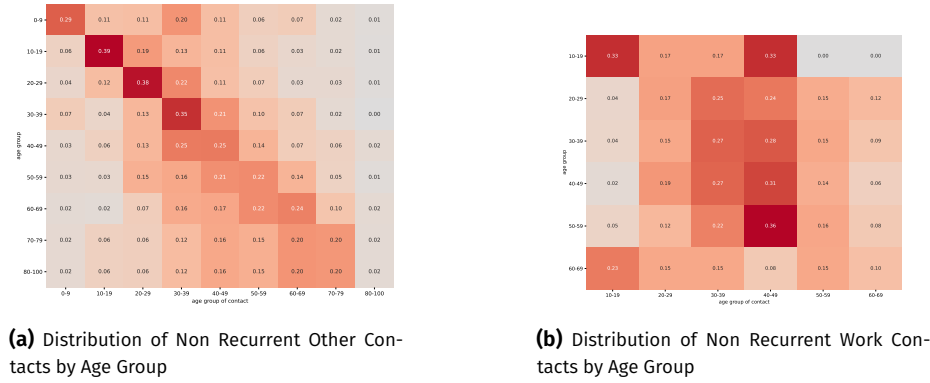 0-9 0.29 0.11 0.11 0.20 0.11 0.06 0.07 0.02 0.01
10-19 0.06 0.39 0.19 0.13 0.11 0.06 0.03 0.02 0.01
20-29 0.04 0.12 0.38 0.22 0.11 0.07 0.03 0.03 0.01
30-39 0.07 0.04 0.13 0.35 0.21 0.10 0.07 0.02 0.00
40-49 0.03 0.06 0.13 0.25 0.25 0.14 0.07 0.06 0.02
50-59 0.03 0.03 0.15 0.16 0.21 0.22 0.14 0.05 0.01
60-69 0.02 0.02 0.07 0.16 0.17 0.22 0.24 0.10 0.02
70-79 0.02 0.06 0.06 0.12 0.16 0.15 0.20 0.20 0.02
80-100 0.02 0.06 0.06 0.12 0.16 0.15 0.20 0.20 0.02
0-9 10-19 20-29 30-39 40-49 50-59 60-69 70-79 80-100
age group of contact
age group
(a) Distribution of Non Recurrent Other Con-
tacts by Age Group
10-19 0.33 0.17 0.17 0.33 0.00 0.00
20-29 0.04 0.17 0.25 0.24 0.15 0.12
30-39 0.04 0.15 0.27 0.28 0.15 0.09
40-49 0.02 0.19 0.27 0.31 0.14 0.06
50-59 0.05 0.12 0.22 0.36 0.16 0.08
60-69 0.23 0.15 0.15 0.08 0.15 0.10
10-19 20-29 30-39 40-49 50-59 60-69
age group of contact
age group
(b) Distribution of Non Recurrent Work Con-
tacts by Age Group